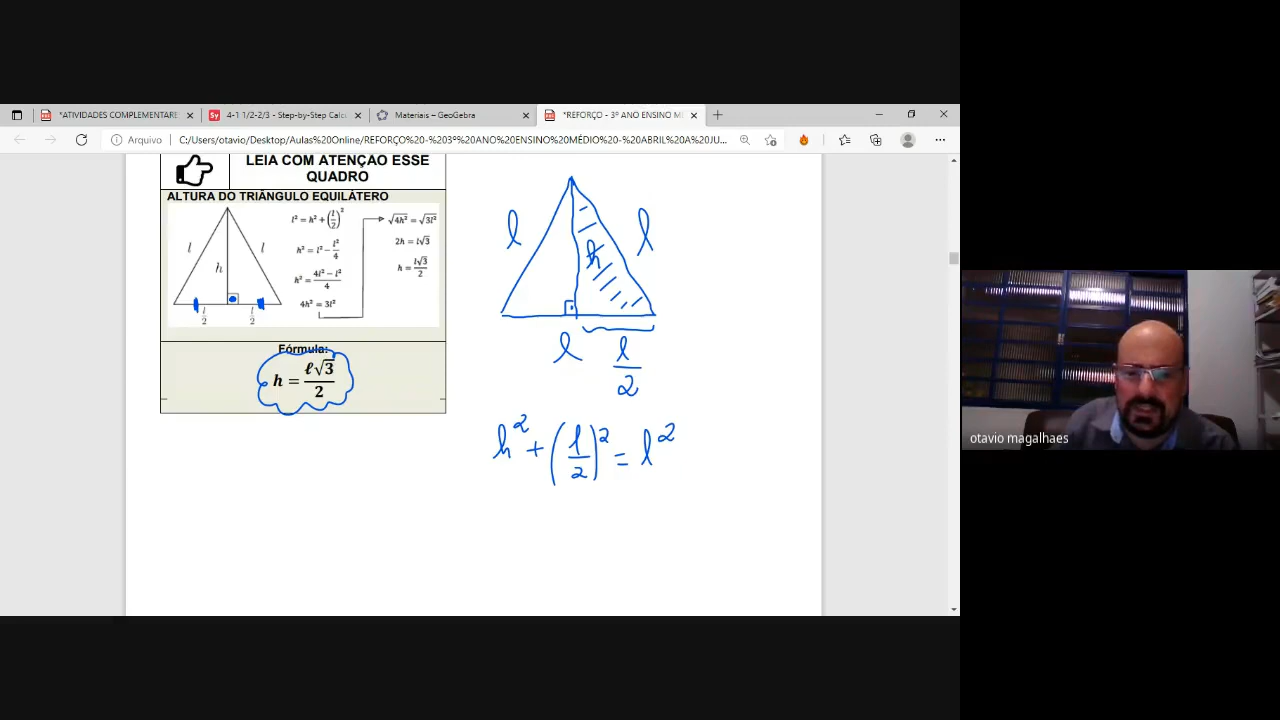 *ATIVIDADES COMPLEMENTARE
4-1 1/2-2/3 - Step-by-Step Calcu
Materiais – GeoGebra
*REFORÇO - 3º ANO ENSINO MÉ
Arquivo
C:/Users/otavio/Desktop/Aulas%20Online/REFORÇO%20-%203º%20ANO%20ENSINO%20MÉDIO%20-%20ABRIL%20A%20JU...
LEIA COM ATENÇÃO ESSE
QUADRO
ALTURA DO TRIÂNGULO EQUILÁTERO
l
l
h
l/2
l/2
l² = h² + (l/2)²
h² = l² − l²/4
h² = (4l² − l²)/4
4h² = 3l²
√4h² = √3l²
2h = l√3
h = l√3/2
Fórmula:
h = ℓ√3/2
l
l
h
l
l/2
h² + (l/2)² = l²
otavio magalhaes